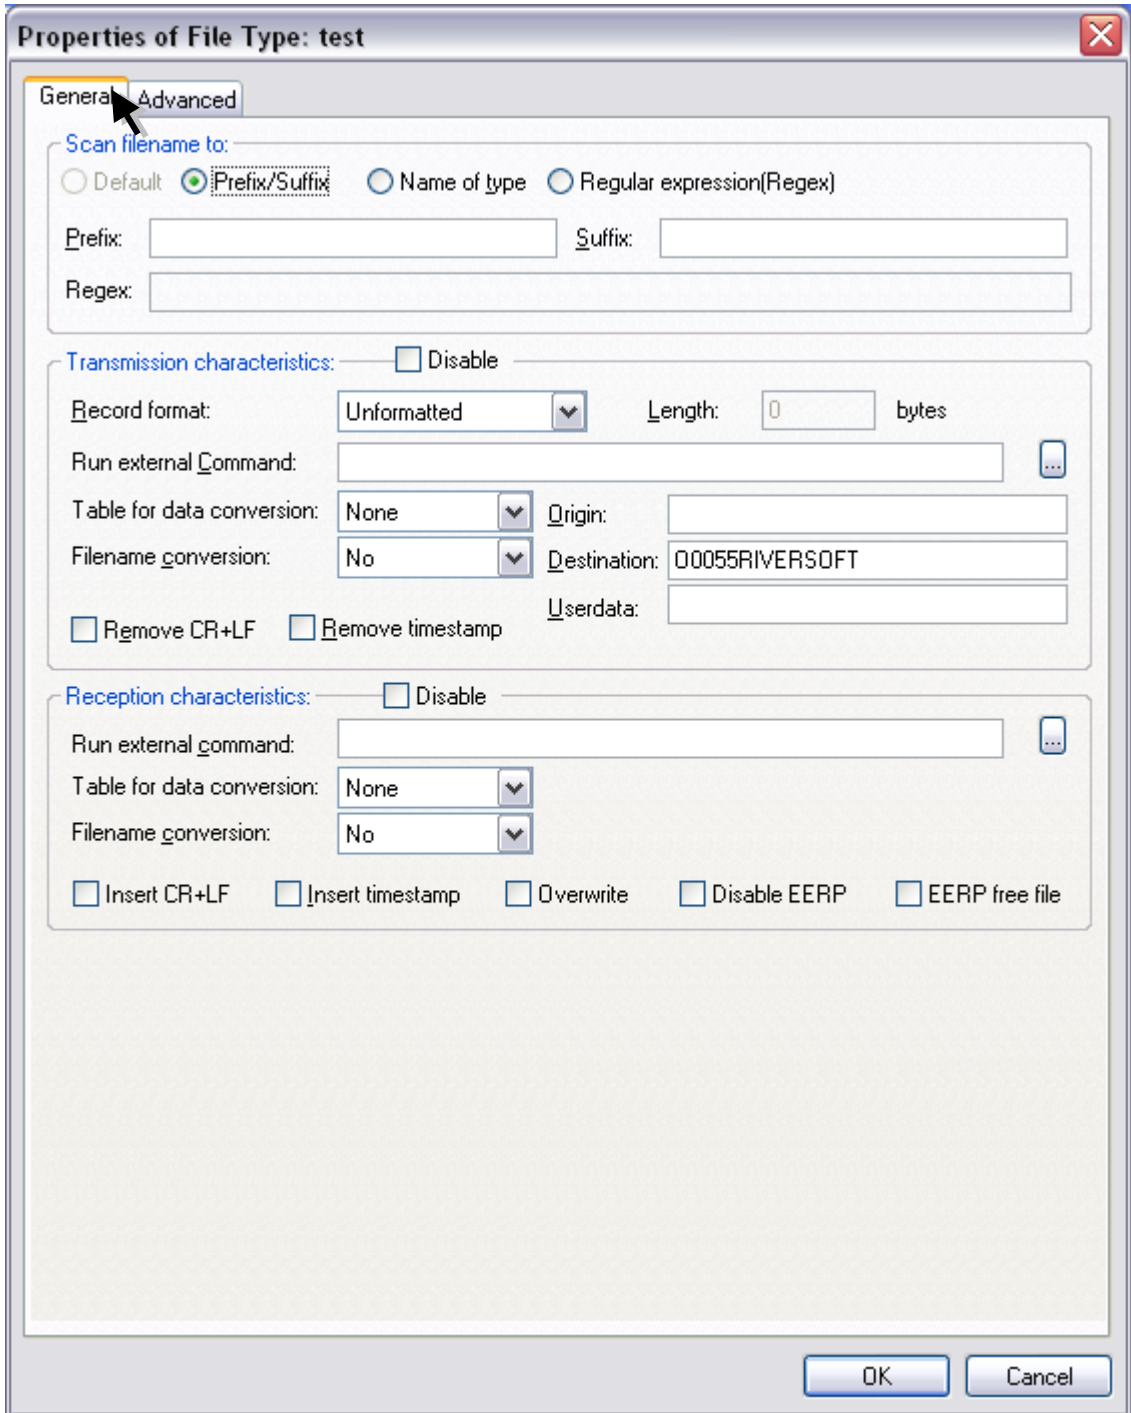 Properties of File Type: test
General Advanced
Scan filename to:
Default Prefix/Suffix Name of type Regular expression(Regex)
Prefix: Suffix:
Regex:
Transmission characteristics: Disable
Record format: Unformatted Length: 0 bytes
Run external Command: ...
Table for data conversion: None Origin:
Filename conversion: No Destination: O0055RIVERSOFT
Userdata:
Remove CR+LF Remove timestamp
Reception characteristics: Disable
Run external command: ...
Table for data conversion: None
Filename conversion: No
Insert CR+LF Insert timestamp Overwrite Disable EERP EERP free file
OK Cancel